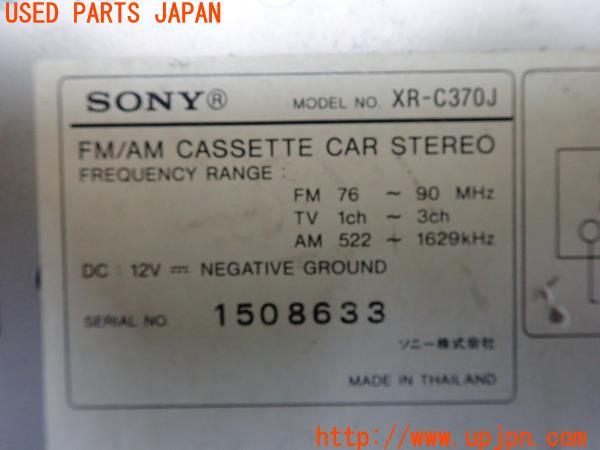 USED PARTS JAPAN
SONY® MODEL NO. XR-C370J
FM/AM CASSETTE CAR STEREO
FREQUENCY RANGE :
FM 76 ~ 90 MHz
TV 1ch ~ 3ch
AM 522 ~ 1629kHz
DC : 12V ⎓ NEGATIVE GROUND
SERIAL NO. 1508633
ソニー株式会社
MADE IN THAILAND
http://www.upjpn.com/